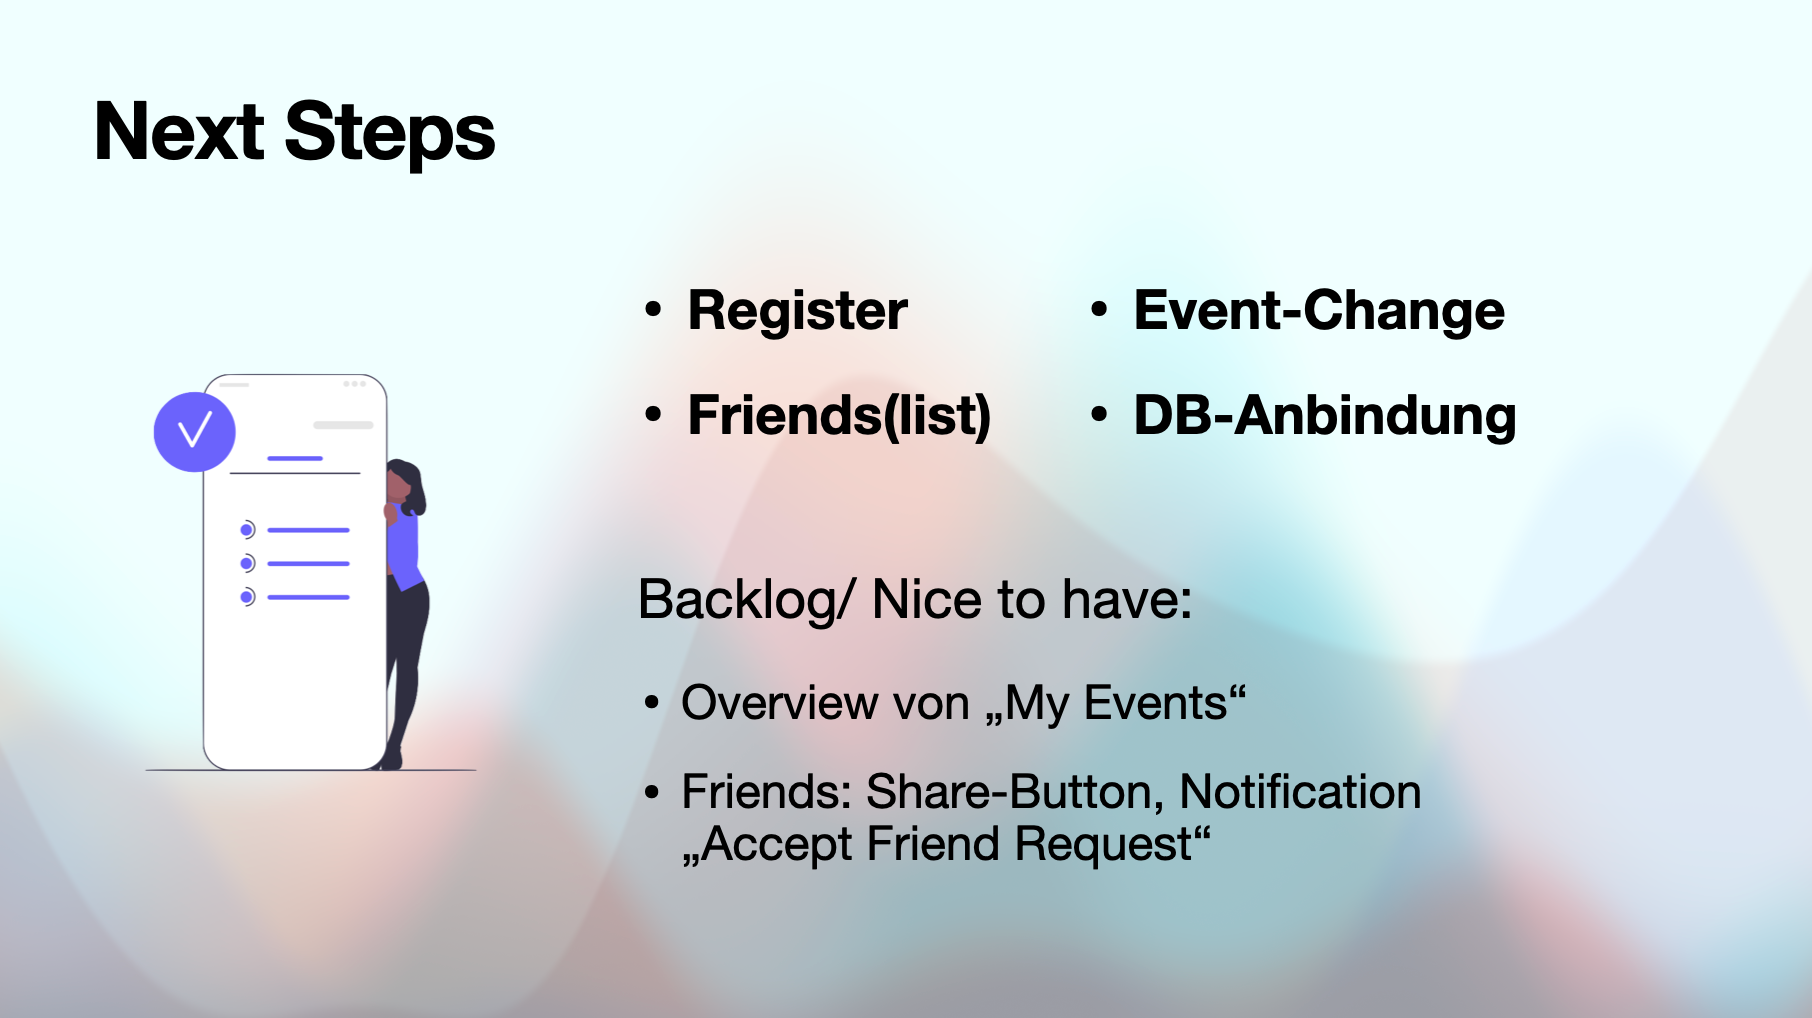 Next Steps
• Register
• Friends(list)
• Event-Change
• DB-Anbindung
Backlog/ Nice to have:
• Overview von „My Events“
• Friends: Share-Button, Notification
„Accept Friend Request“